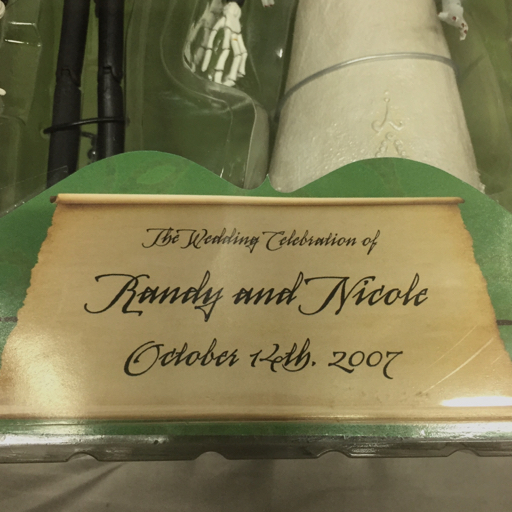 The Wedding Celebration of
Randy and Nicole
October 14th. 2007